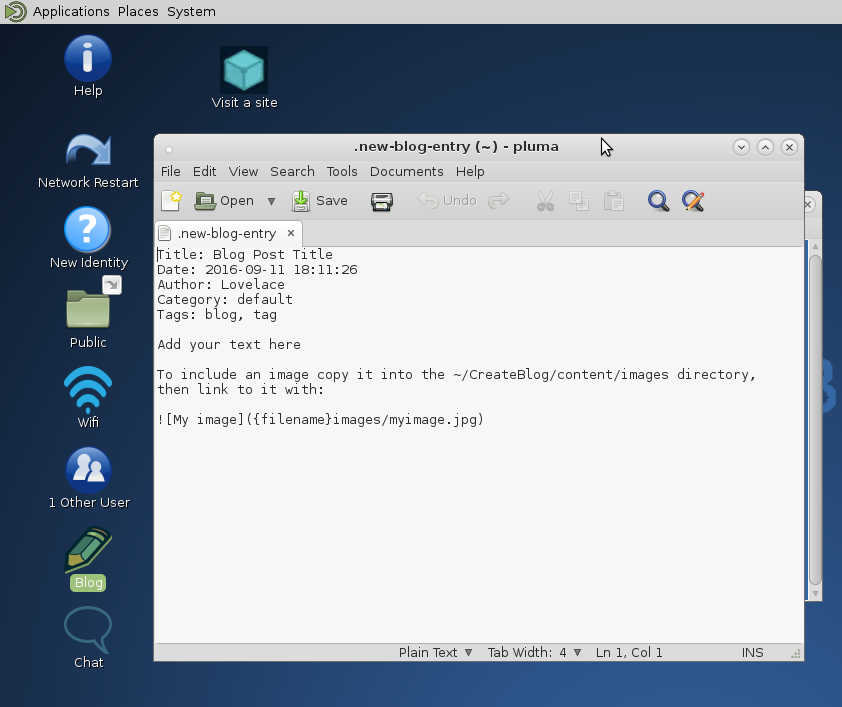 Applications Places System
Help
Visit a site
Network Restart
New Identity
Public
Wifi
1 Other User
Blog
Chat
.new-blog-entry (~) - pluma
File Edit View Search Tools Documents Help
Open Save Undo
.new-blog-entry
Title: Blog Post Title
Date: 2016-09-11 18:11:26
Author: Lovelace
Category: default
Tags: blog, tag
Add your text here
To include an image copy it into the ~/CreateBlog/content/images directory,
then link to it with:
![My image]({filename}images/myimage.jpg)
Plain Text Tab Width: 4 Ln 1, Col 1 INS